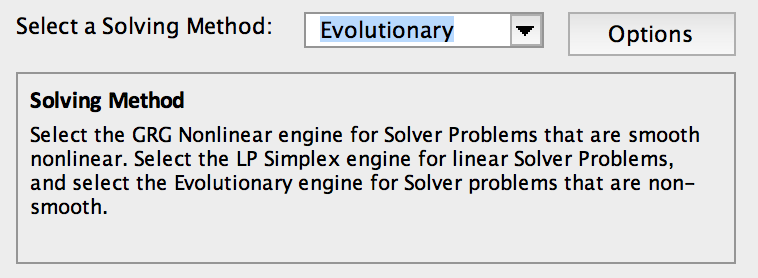 Select a Solving Method: Evolutionary Options
Solving Method
Select the GRG Nonlinear engine for Solver Problems that are smooth
nonlinear. Select the LP Simplex engine for linear Solver Problems,
and select the Evolutionary engine for Solver problems that are non-
smooth.